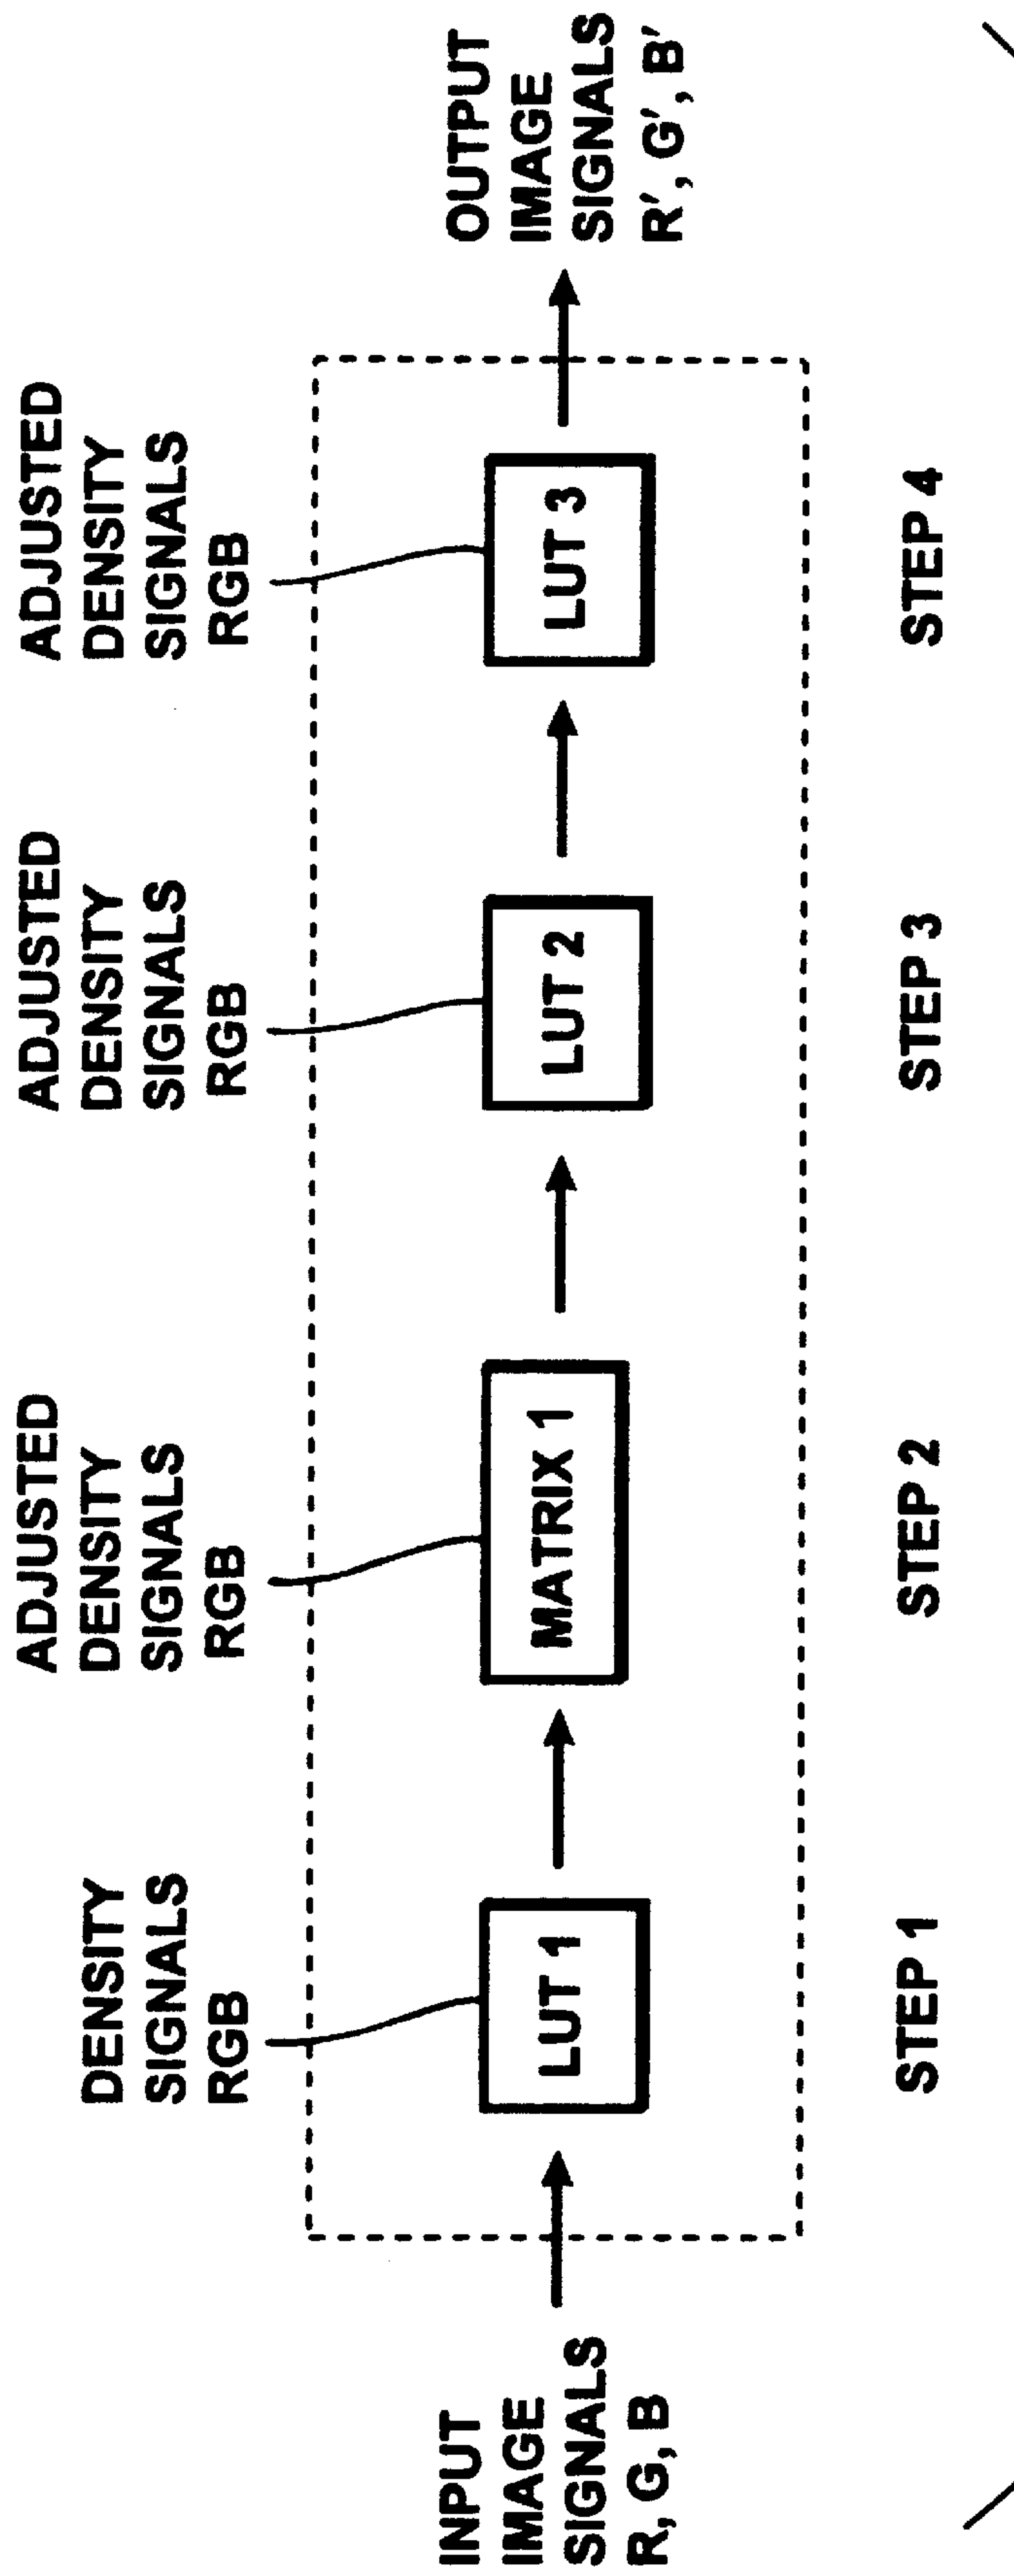 DENSITY
SIGNALS
RGB
ADJUSTED
DENSITY
SIGNALS
RGB
ADJUSTED
DENSITY
SIGNALS
RGB
ADJUSTED
DENSITY
SIGNALS
RGB
INPUT
IMAGE
SIGNALS
R, G, B
LUT 1
MATRIX 1
LUT 2
LUT 3
OUTPUT
IMAGE
SIGNALS
R′, G′, B′
STEP 1
STEP 2
STEP 3
STEP 4